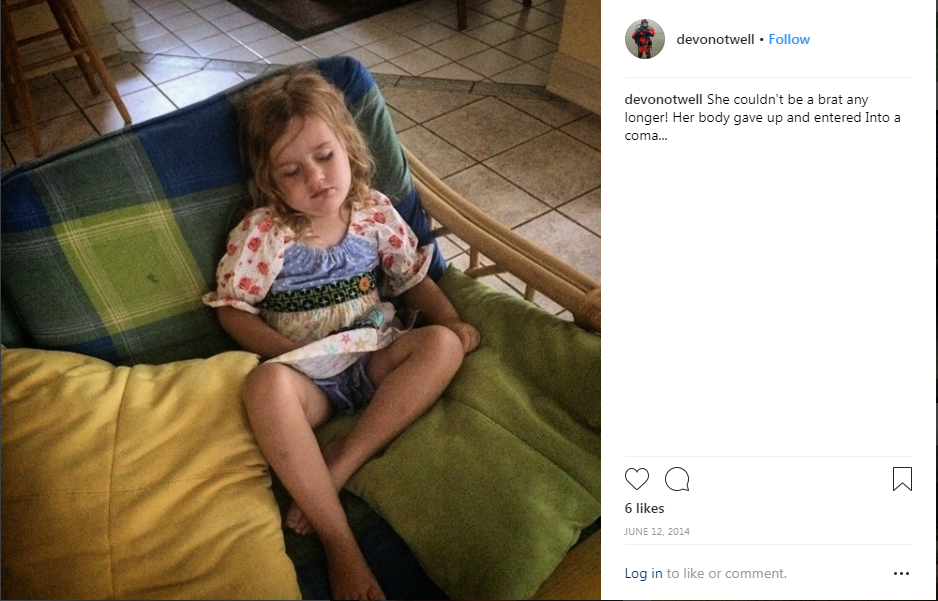 devonotwell • Follow
devonotwell She couldn't be a brat any
longer! Her body gave up and entered Into a
coma...
6 likes
JUNE 12, 2014
Log in to like or comment.